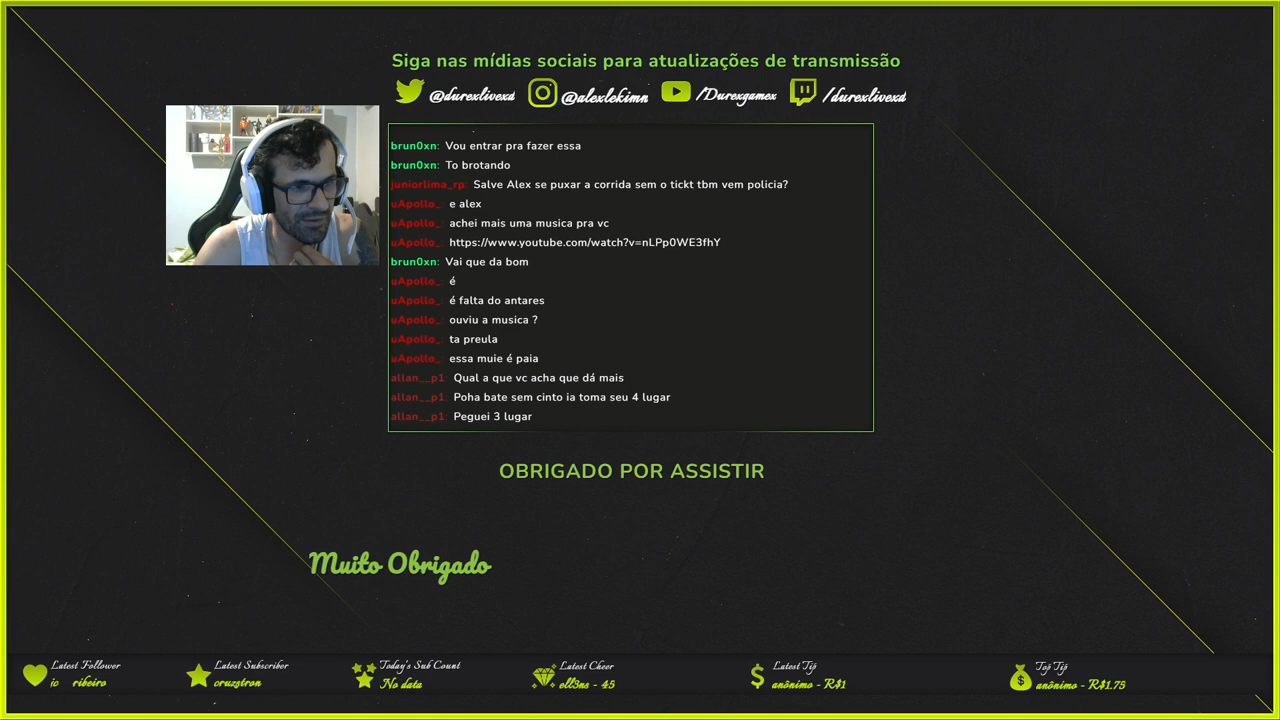 Siga nas mídias sociais para atualizações de transmissão
@durexlivexd @alexlekimn /Durexgamex /durexlivexd
brun0xn: Vou entrar pra fazer essa
brun0xn: To brotando
juniorlima_rp: Salve Alex se puxar a corrida sem o tickt tbm vem policia?
uApollo_: e alex
uApollo_: achei mais uma musica pra vc
uApollo_: https://www.youtube.com/watch?v=nLPp0WE3fhY
brun0xn: Vai que da bom
uApollo_: é
uApollo_: é falta do antares
uApollo_: ouviu a musica ?
uApollo_: ta preula
uApollo_: essa muie é paia
allan__p1: Qual a que vc acha que dá mais
allan__p1: Poha bate sem cinto ia toma seu 4 lugar
allan__p1: Peguei 3 lugar
OBRIGADO POR ASSISTIR
Muito Obrigado
Latest Follower Latest Subscriber Today's Sub Count Latest Cheer Latest Tip Top Tip
ic ribeiro cruzstron No data ell3ns - 45 anônimo - R$1 anônimo - R$1.75